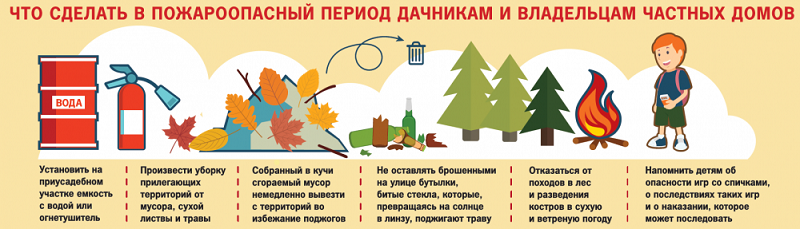 ЧТО СДЕЛАТЬ В ПОЖАРООПАСНЫЙ ПЕРИОД ДАЧНИКАМ И ВЛАДЕЛЬЦАМ ЧАСТНЫХ ДОМОВ
ВОДА
Установить на
приусадебном
участке емкость
с водой или
огнетушитель
Произвести уборку
прилегающих
территорий от
мусора, сухой
листвы и травы
Собранный в кучи
сгораемый мусор
немедленно вывезти
с территорий во
избежание поджогов
Не оставлять брошенными
на улице бутылки,
битые стекла, которые,
превращаясь на солнце
в линзу, поджигают траву
Отказаться от
походов в лес
и разведения
костров в сухую
и ветреную погоду
Напомнить детям об
опасности игр со спичками,
о последствиях таких игр
и о наказании, которое
может последовать